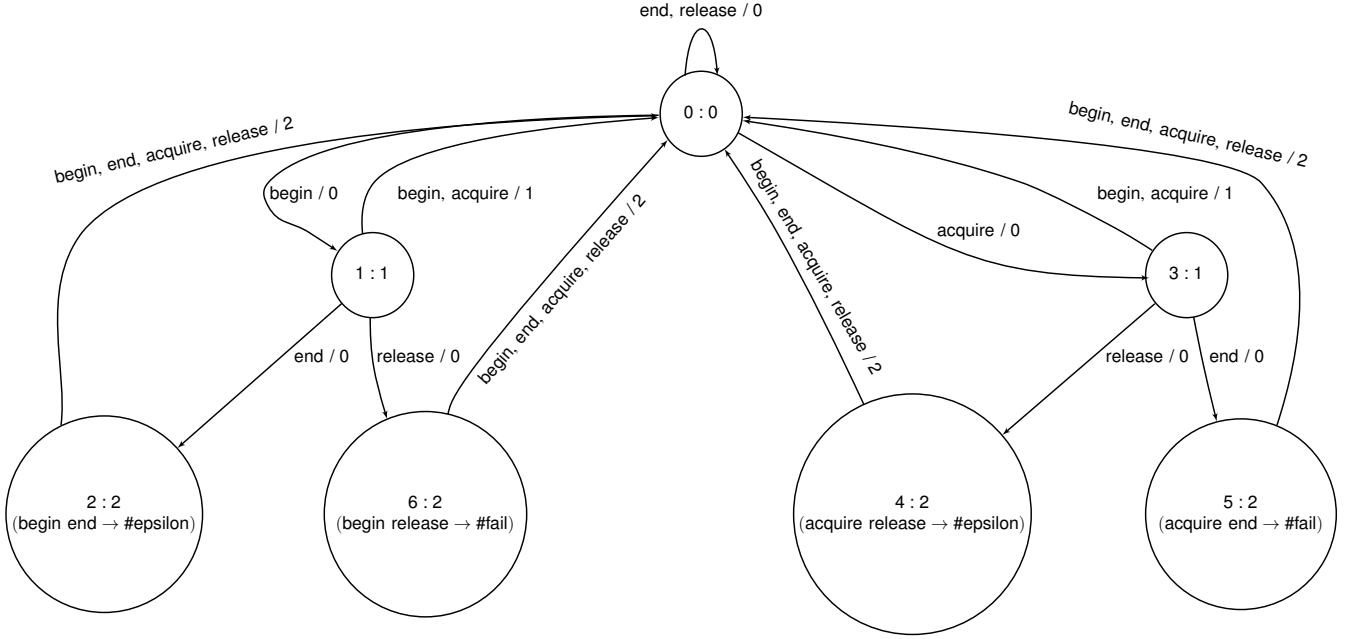 end, release / 0
0 : 0
begin, end, acquire, release / 2
begin, end, acquire, release / 2
begin / 0
begin, acquire / 1
begin, end, acquire, release / 2
begin, end, acquire, release / 2
acquire / 0
begin, acquire / 1
1 : 1
3 : 1
end / 0
release / 0
release / 0
end / 0
2 : 2
(begin end → #epsilon)
6 : 2
(begin release → #fail)
4 : 2
(acquire release → #epsilon)
5 : 2
(acquire end → #fail)